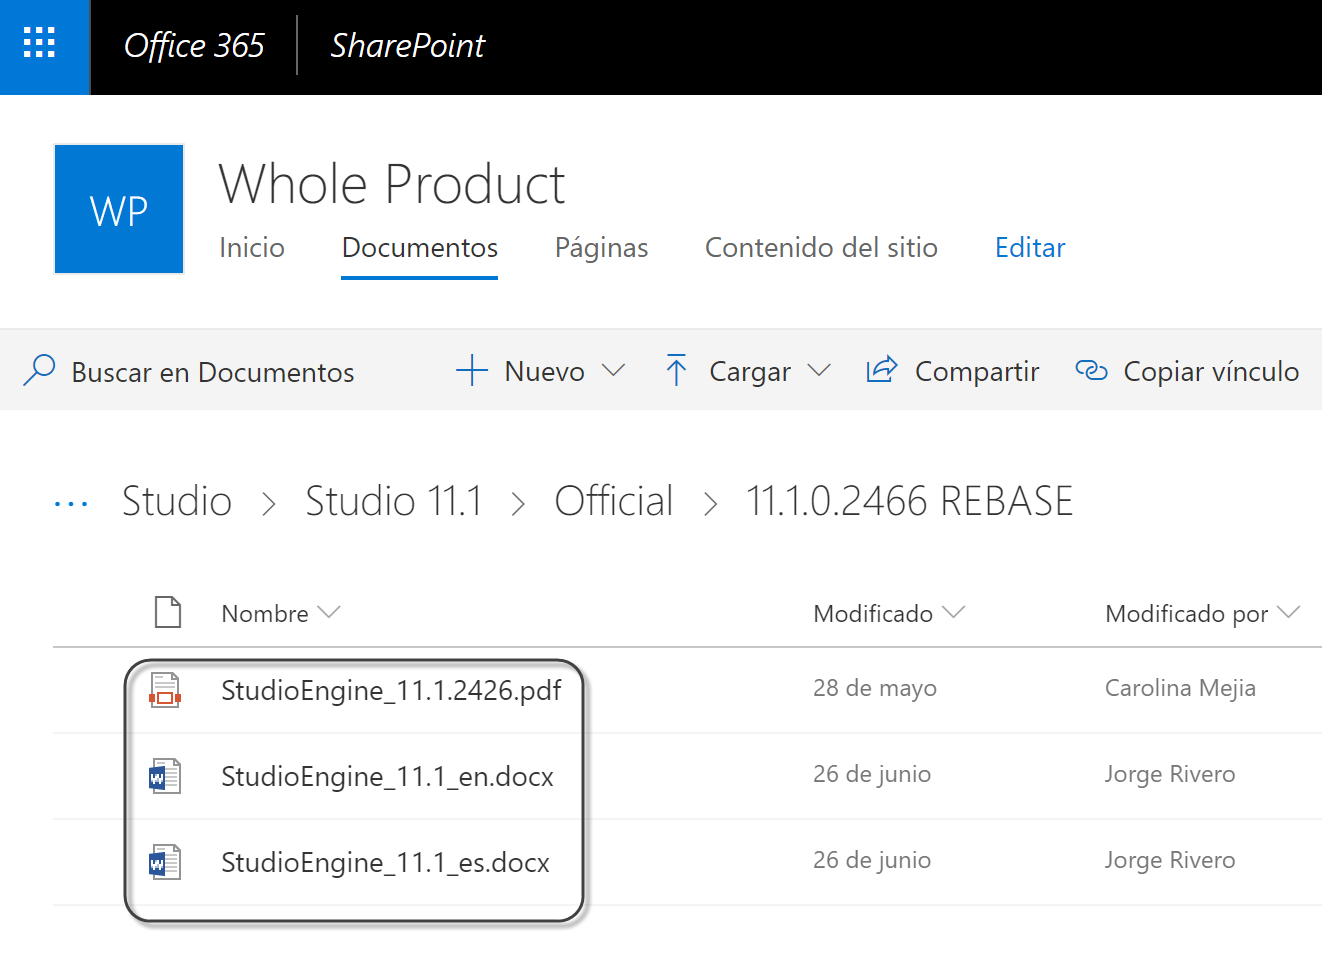 Office 365 SharePoint
WP
Whole Product
Inicio Documentos Páginas Contenido del sitio Editar
Buscar en Documentos Nuevo Cargar Compartir Copiar vínculo
... Studio > Studio 11.1 > Official > 11.1.0.2466 REBASE
Nombre Modificado Modificado por
StudioEngine_11.1.2426.pdf 28 de mayo Carolina Mejia
StudioEngine_11.1_en.docx 26 de junio Jorge Rivero
StudioEngine_11.1_es.docx 26 de junio Jorge Rivero